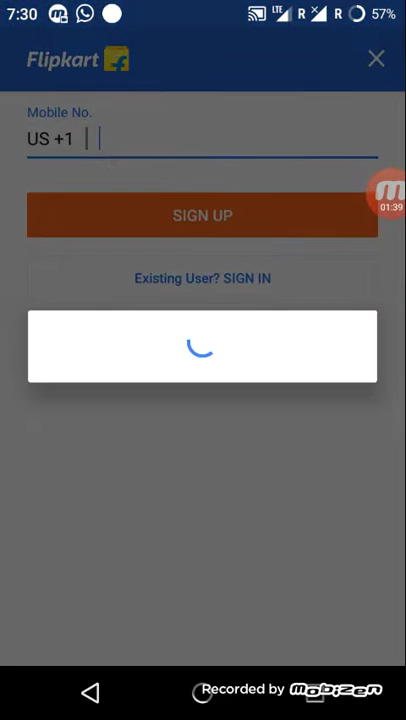 7:30 LTE R R 57%
Flipkart
Mobile No.
US +1
01:39
SIGN UP
Existing User? SIGN IN
Recorded by MOBIZEN